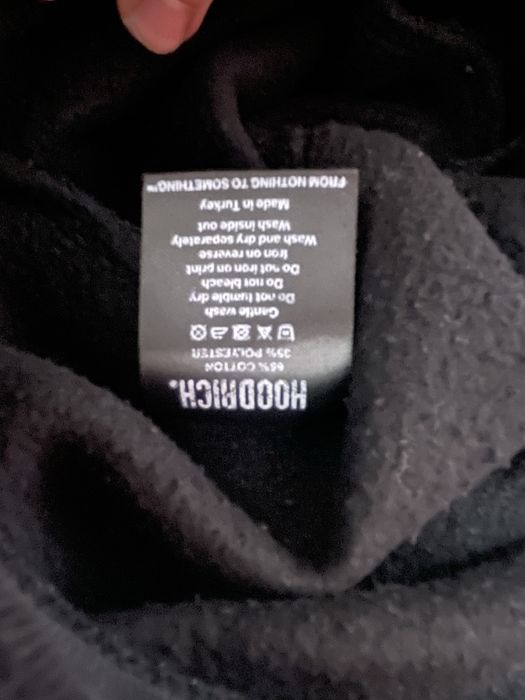 HOODRICH.
65% COTTON
35% POLYESTER
Gentle wash
Do not tumble dry
Do not bleach
Do not iron on print
Iron on reverse
Wash and dry separately
Wash inside out
Made in Turkey
FROM NOTHING TO SOMETHING™